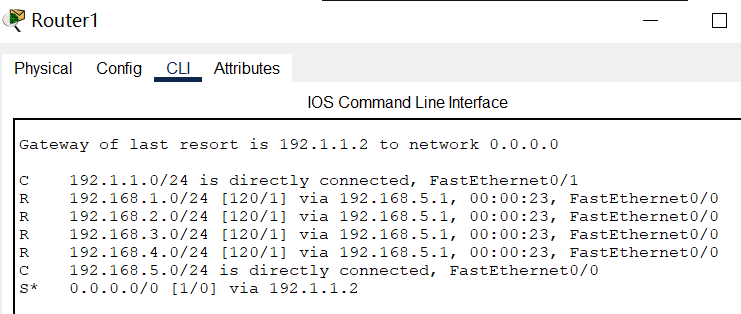 Router1
Physical Config CLI Attributes
IOS Command Line Interface
Gateway of last resort is 192.1.1.2 to network 0.0.0.0
C 192.1.1.0/24 is directly connected, FastEthernet0/1
R 192.168.1.0/24 [120/1] via 192.168.5.1, 00:00:23, FastEthernet0/0
R 192.168.2.0/24 [120/1] via 192.168.5.1, 00:00:23, FastEthernet0/0
R 192.168.3.0/24 [120/1] via 192.168.5.1, 00:00:23, FastEthernet0/0
R 192.168.4.0/24 [120/1] via 192.168.5.1, 00:00:23, FastEthernet0/0
C 192.168.5.0/24 is directly connected, FastEthernet0/0
S* 0.0.0.0/0 [1/0] via 192.1.1.2